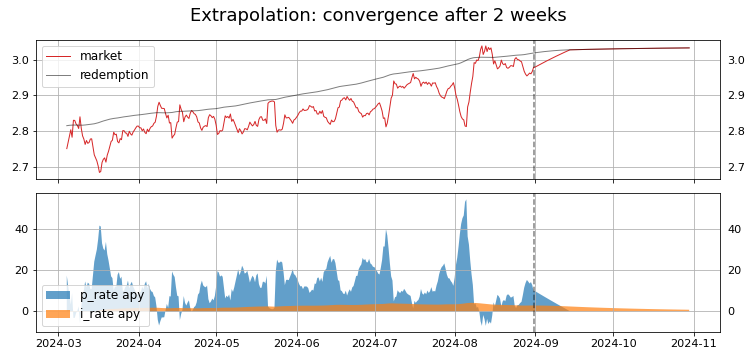 Extrapolation: convergence after 2 weeks
market
redemption
3.0
2.9
2.8
2.7
3.0
2.9
2.8
2.7
40
20
0
40
20
0
p_rate apy
i_rate apy
2024-03 2024-04 2024-05 2024-06 2024-07 2024-08 2024-09 2024-10 2024-11